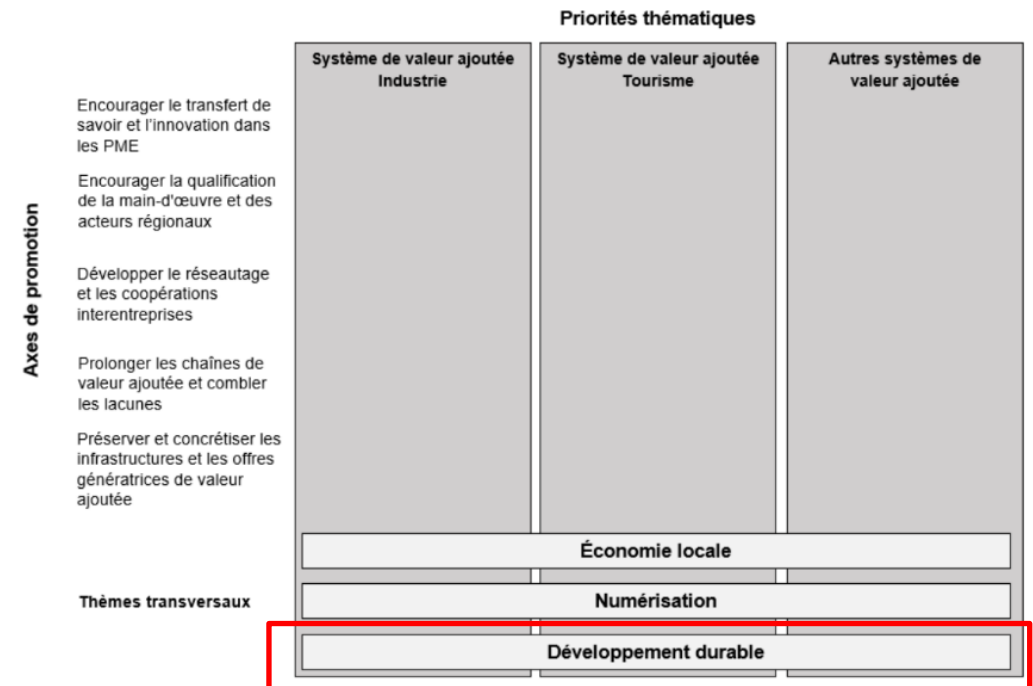 Priorités thématiques
Système de valeur ajoutée
Industrie
Système de valeur ajoutée
Tourisme
Autres systèmes de
valeur ajoutée
Axes de promotion
Encourager le transfert de
savoir et l'innovation dans
les PME
Encourager la qualification
de la main-d'œuvre et des
acteurs régionaux
Développer le réseautage
et les coopérations
interentreprises
Prolonger les chaînes de
valeur ajoutée et combler
les lacunes
Préserver et concrétiser les
infrastructures et les offres
génératrices de valeur
ajoutée
Économie locale
Thèmes transversaux
Numérisation
Développement durable